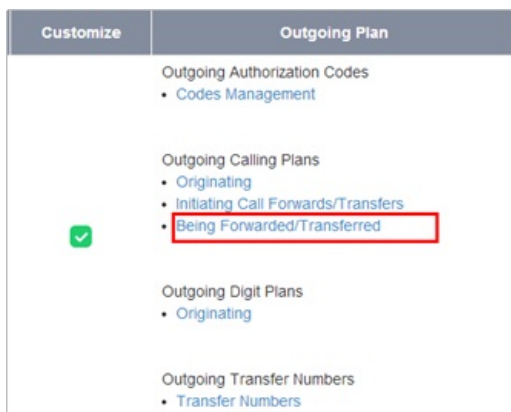 Customize Outgoing Plan
Outgoing Authorization Codes
• Codes Management
Outgoing Calling Plans
• Originating
• Initiating Call Forwards/Transfers
• Being Forwarded/Transferred
Outgoing Digit Plans
• Originating
Outgoing Transfer Numbers
• Transfer Numbers